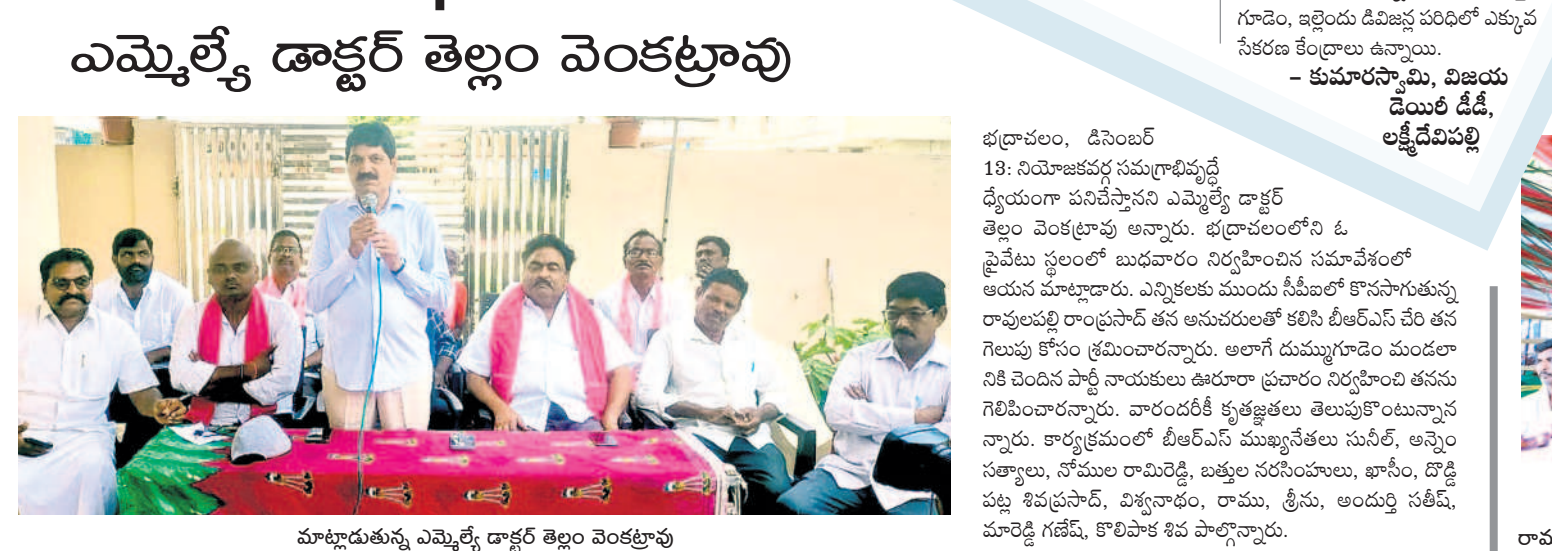 ఎమ్మెల్యే డాక్టర్ తెల్లం వెంకట్రావు
మాట్లాడుతున్న ఎమ్మెల్యే డాక్టర్ తెల్లం వెంకట్రావు
భద్రాచలం, డిసెంబర్
13: నియోజకవర్గ సమగ్రాభివృద్ధే
ధ్యేయంగా పనిచేస్తానని ఎమ్మెల్యే డాక్టర్
తెల్లం వెంకట్రావు అన్నారు. భద్రాచలంలోని ఓ
ప్రైవేటు స్థలంలో బుధవారం నిర్వహించిన సమావేశంలో
ఆయన మాట్లాడారు. ఎన్నికలకు ముందు సీపీఐలో కొనసాగుతున్న
రావులపల్లి రాంప్రసాద్ తన అనుచరులతో కలిసి బీఆర్ఎస్ చేరి తన
గెలుపు కోసం శ్రమించారన్నారు. అలాగే దుమ్ముగూడెం మండలా
నికి చెందిన పార్టీ నాయకులు ఊరూరా ప్రచారం నిర్వహించి తనను
గెలిపించారన్నారు. వారందరికీ కృతజ్ఞతలు తెలుపుకొంటున్నాన
న్నారు. కార్యక్రమంలో బీఆర్ఎస్ ముఖ్యనేతలు సునీల్, అన్నెం
సత్యాలు, నోముల రామిరెడ్డి, బత్తుల నరసింహులు, ఖాసీం, దొడ్డి
పట్ల శివప్రసాద్, విశ్వనాథం, రాము, శ్రీను, అందుర్తి సతీష్,
మారెడ్డి గణేష్, కొలిపాక శివ పాల్గొన్నారు.
గూడెం, ఇల్లెందు డివిజన్ల పరిధిలో ఎక్కువ
సేకరణ కేంద్రాలు ఉన్నాయి.
– కుమారస్వామి, విజయ
డెయిరీ డీడీ,
లక్ష్మీదేవిపల్లి